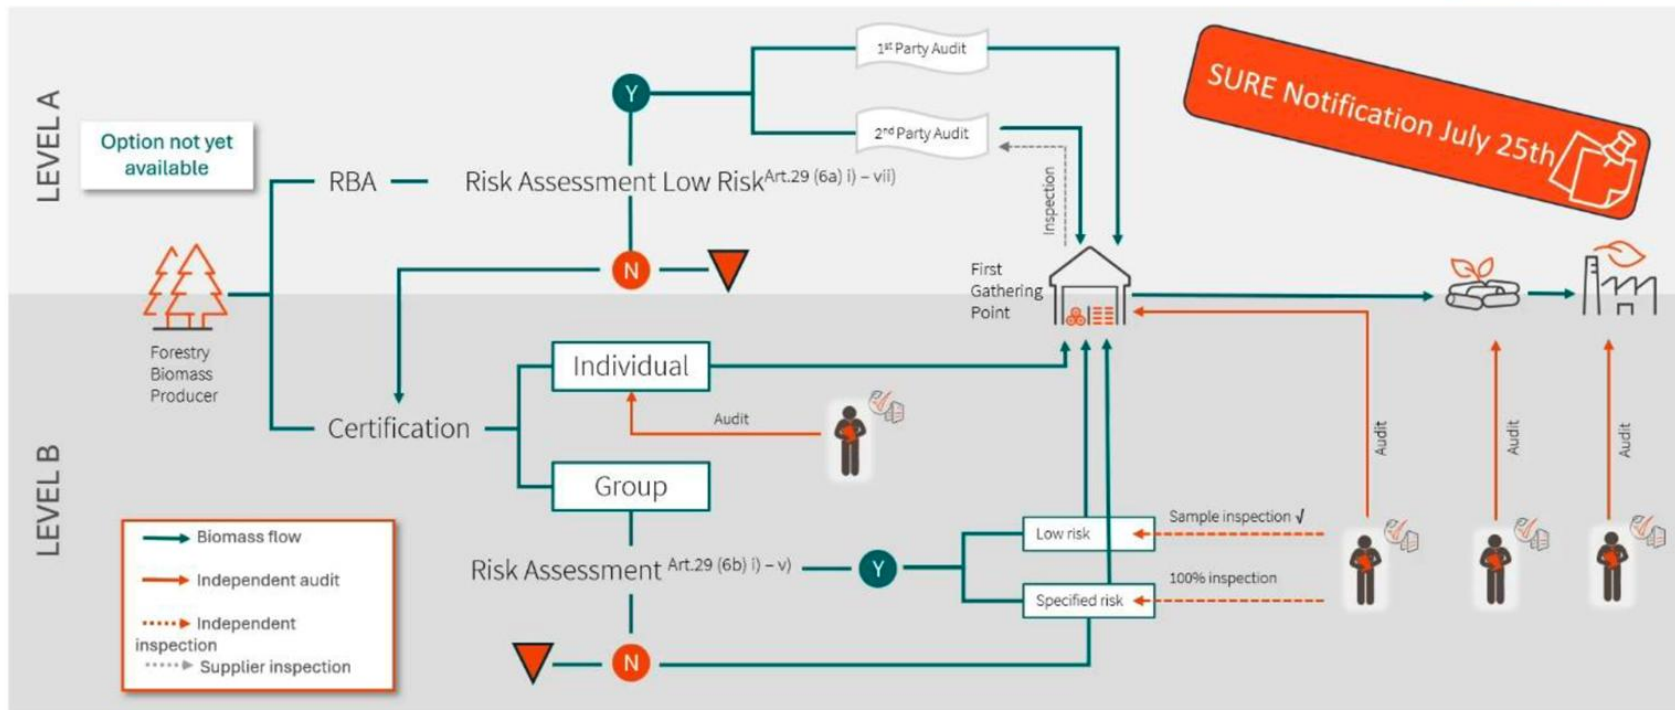 LEVEL A
Option not yet
available
RBA
Risk Assessment Low Risk Art.29 (6a) i) – vii)
Y
N
1st Party Audit
2nd Party Audit
Inspection
SURE Notification July 25th
Forestry
Biomass
Producer
First
Gathering
Point
LEVEL B
Certification
Individual
Audit
Group
Risk Assessment Art.29 (6b) i) – v)
Y
N
Low risk
Specified risk
Sample inspection √
100% inspection
Audit
Audit
Audit
Biomass flow
Independent audit
Independent
inspection
Supplier inspection